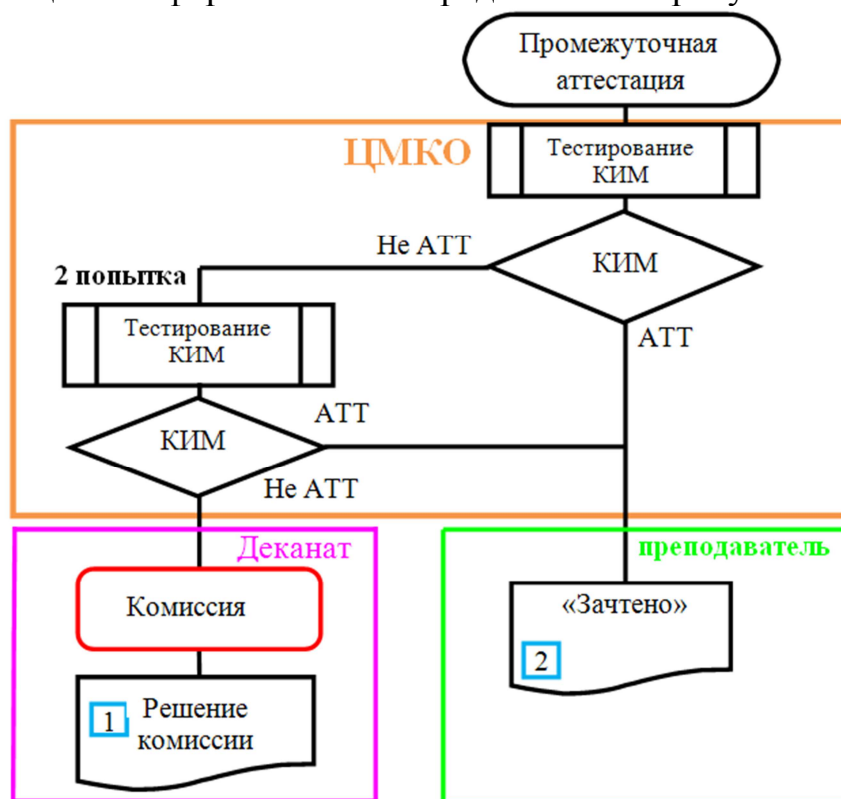 Промежуточная
аттестация
ЦМКО
Тестирование
КИМ
Не АТТ
КИМ
2 попытка
АТТ
Тестирование
КИМ
АТТ
КИМ
Не АТТ
Деканат
преподаватель
Комиссия
«Зачтено»
2
1 Решение
комиссии